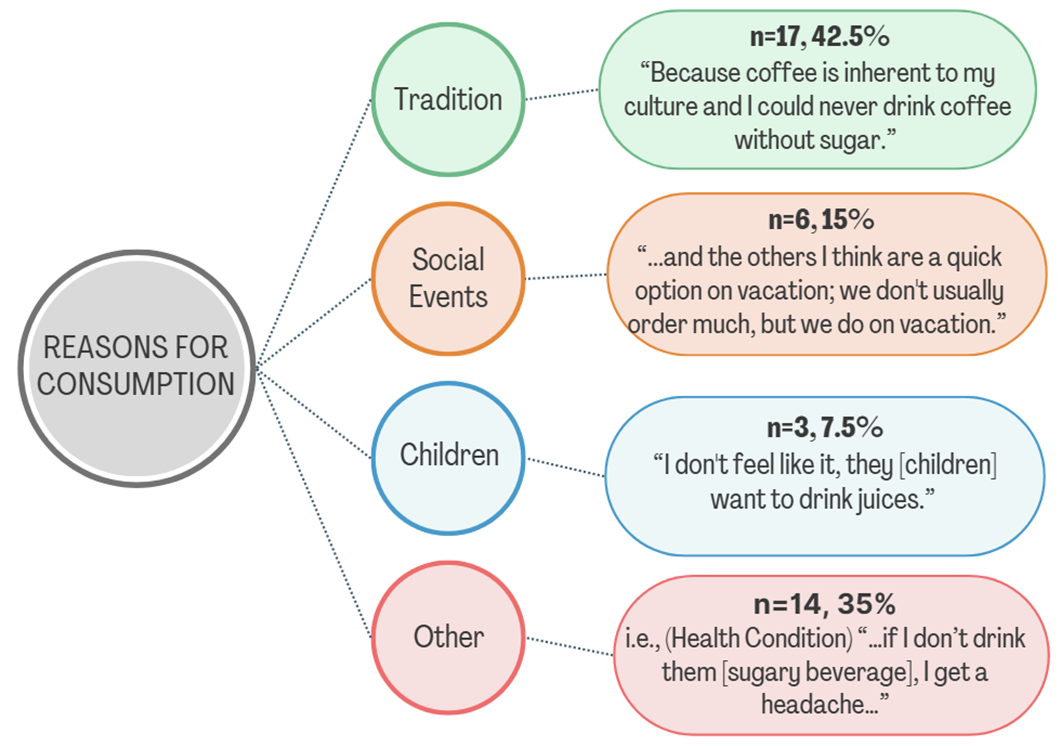 REASONS FOR
CONSUMPTION
Tradition
n=17, 42.5%
“Because coffee is inherent to my
culture and I could never drink coffee
without sugar.”
Social
Events
n=6, 15%
“...and the others I think are a quick
option on vacation; we don't usually
order much, but we do on vacation.”
Children
n=3, 7.5%
“I don't feel like it, they [children]
want to drink juices.”
Other
n=14, 35%
i.e., (Health Condition) “...if I don’t drink
them [sugary beverage], I get a
headache...”